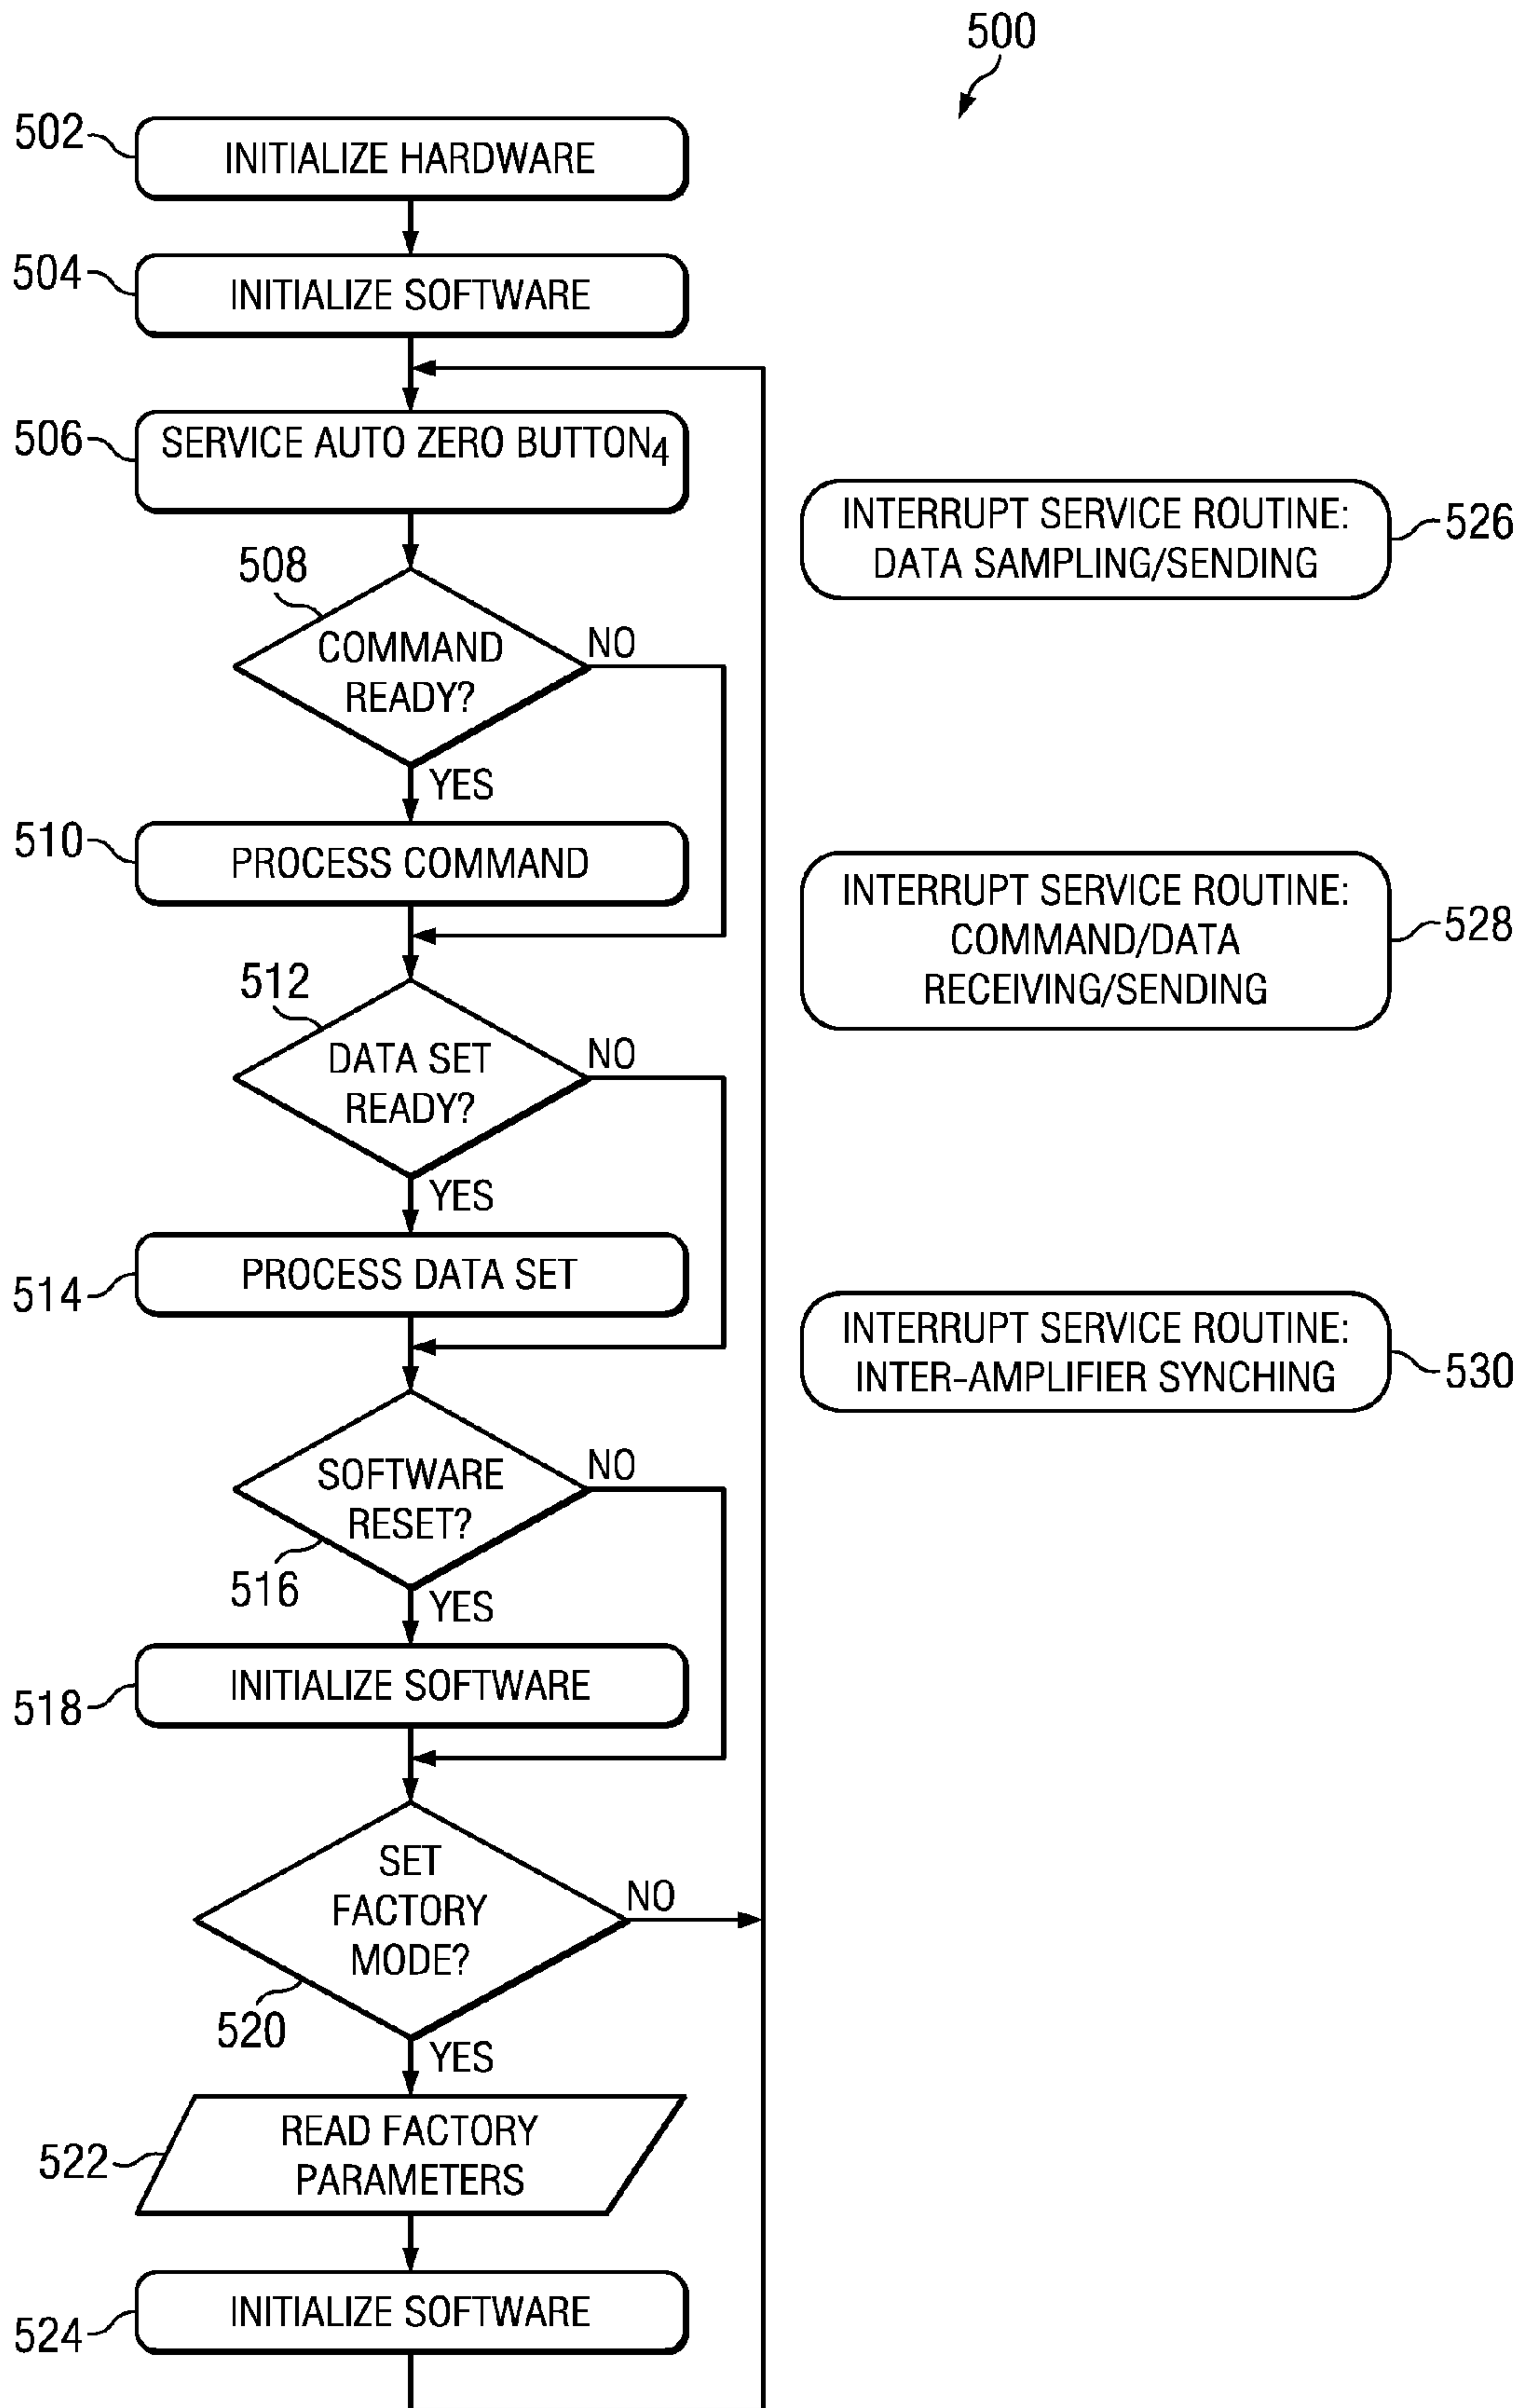 500
502
INITIALIZE HARDWARE
504
INITIALIZE SOFTWARE
506
SERVICE AUTO ZERO BUTTON4
526
INTERRUPT SERVICE ROUTINE:
DATA SAMPLING/SENDING
508
COMMAND
READY?
NO
YES
510
PROCESS COMMAND
528
INTERRUPT SERVICE ROUTINE:
COMMAND/DATA
RECEIVING/SENDING
512
DATA SET
READY?
NO
YES
514
PROCESS DATA SET
530
INTERRUPT SERVICE ROUTINE:
INTER-AMPLIFIER SYNCHING
SOFTWARE
RESET?
NO
516
YES
518
INITIALIZE SOFTWARE
SET
FACTORY
MODE?
NO
520
YES
522
READ FACTORY
PARAMETERS
524
INITIALIZE SOFTWARE